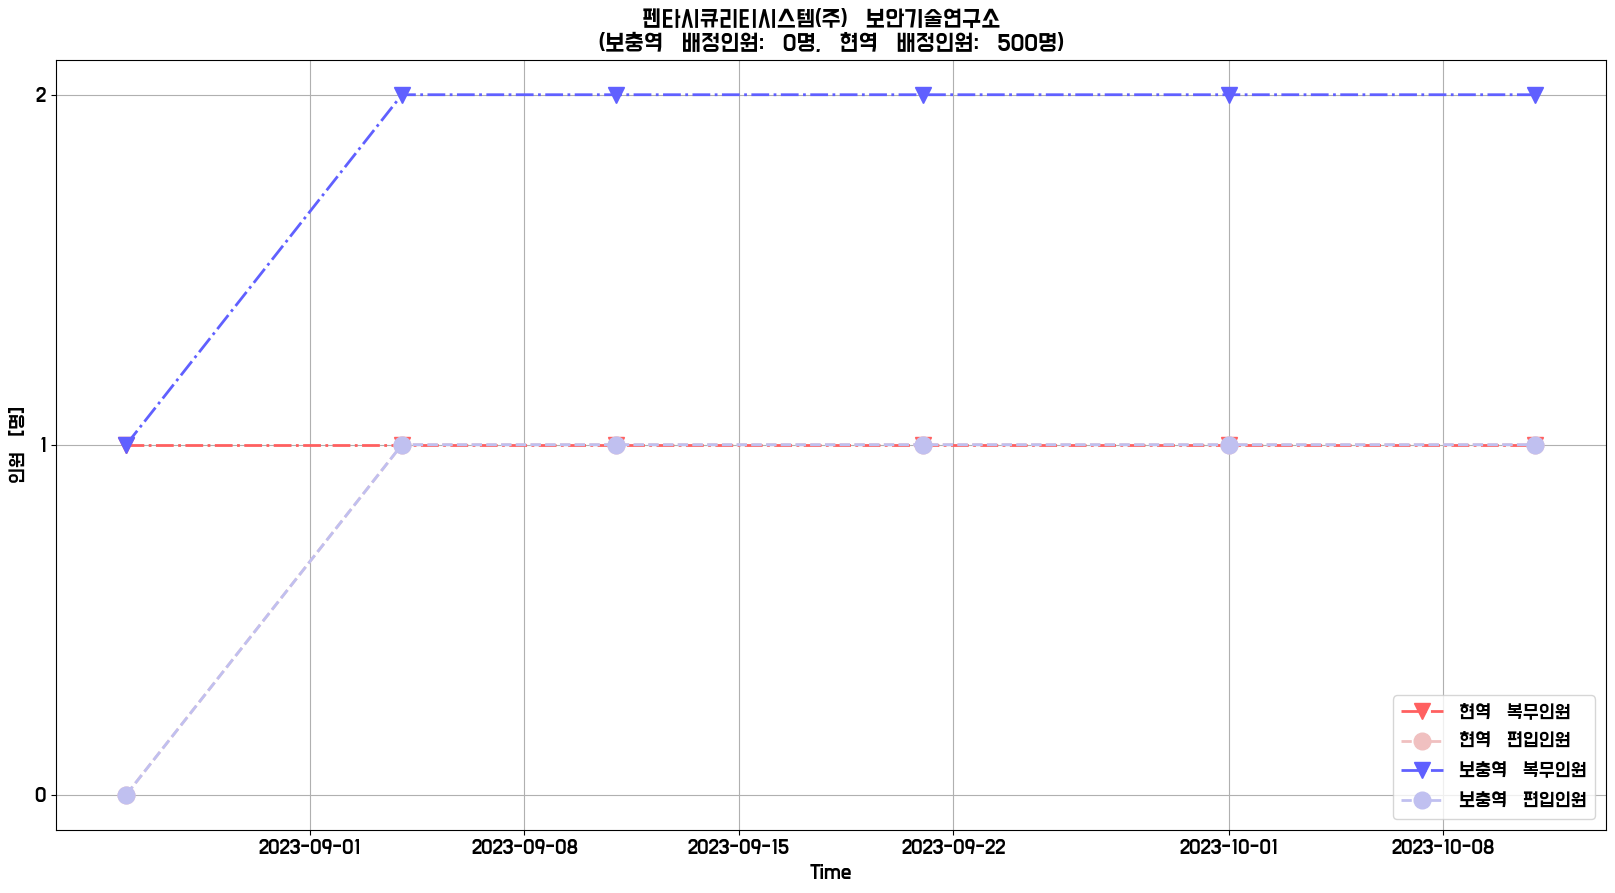 펜타시큐리티시스템(주) 보안기술연구소
(보충역 배정인원: 0명, 현역 배정인원: 500명)
인원 [명]
2
1
0
현역 복무인원
현역 편입인원
보충역 복무인원
보충역 편입인원
2023-09-01 2023-09-08 2023-09-15 2023-09-22 2023-10-01 2023-10-08
Time